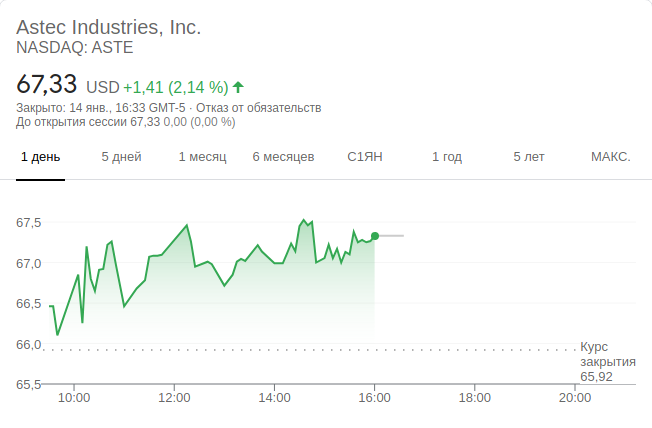 Astec Industries, Inc.
NASDAQ: ASTE
67,33 USD +1,41 (2,14 %)
Закрыто: 14 янв., 16:33 GMT-5 · Отказ от обязательств
До открытия сессии 67,33 0,00 (0,00 %)
1 день 5 дней 1 месяц 6 месяцев С1ЯН 1 год 5 лет МАКС.
67,5
67,0
66,5
66,0
Курс
закрытия
65,92
65,5
10:00 12:00 14:00 16:00 18:00 20:00